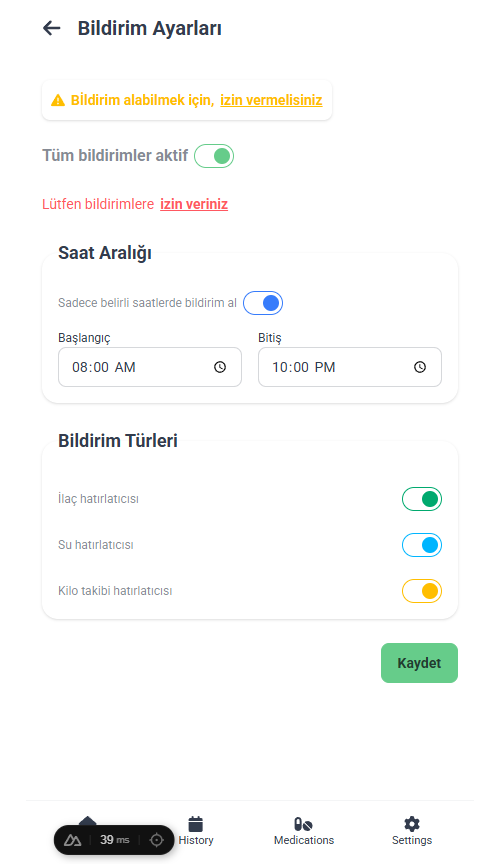 Bildirim Ayarları
Bİldirim alabilmek için, izin vermelisiniz
Tüm bildirimler aktif
Lütfen bildirimlere izin veriniz
Saat Aralığı
Sadece belirli saatlerde bildirim al
Başlangıç Bitiş
08:00 AM 10:00 PM
Bildirim Türleri
İlaç hatırlatıcısı
Su hatırlatıcısı
Kilo takibi hatırlatıcısı
Kaydet
39 ms
History Medications Settings